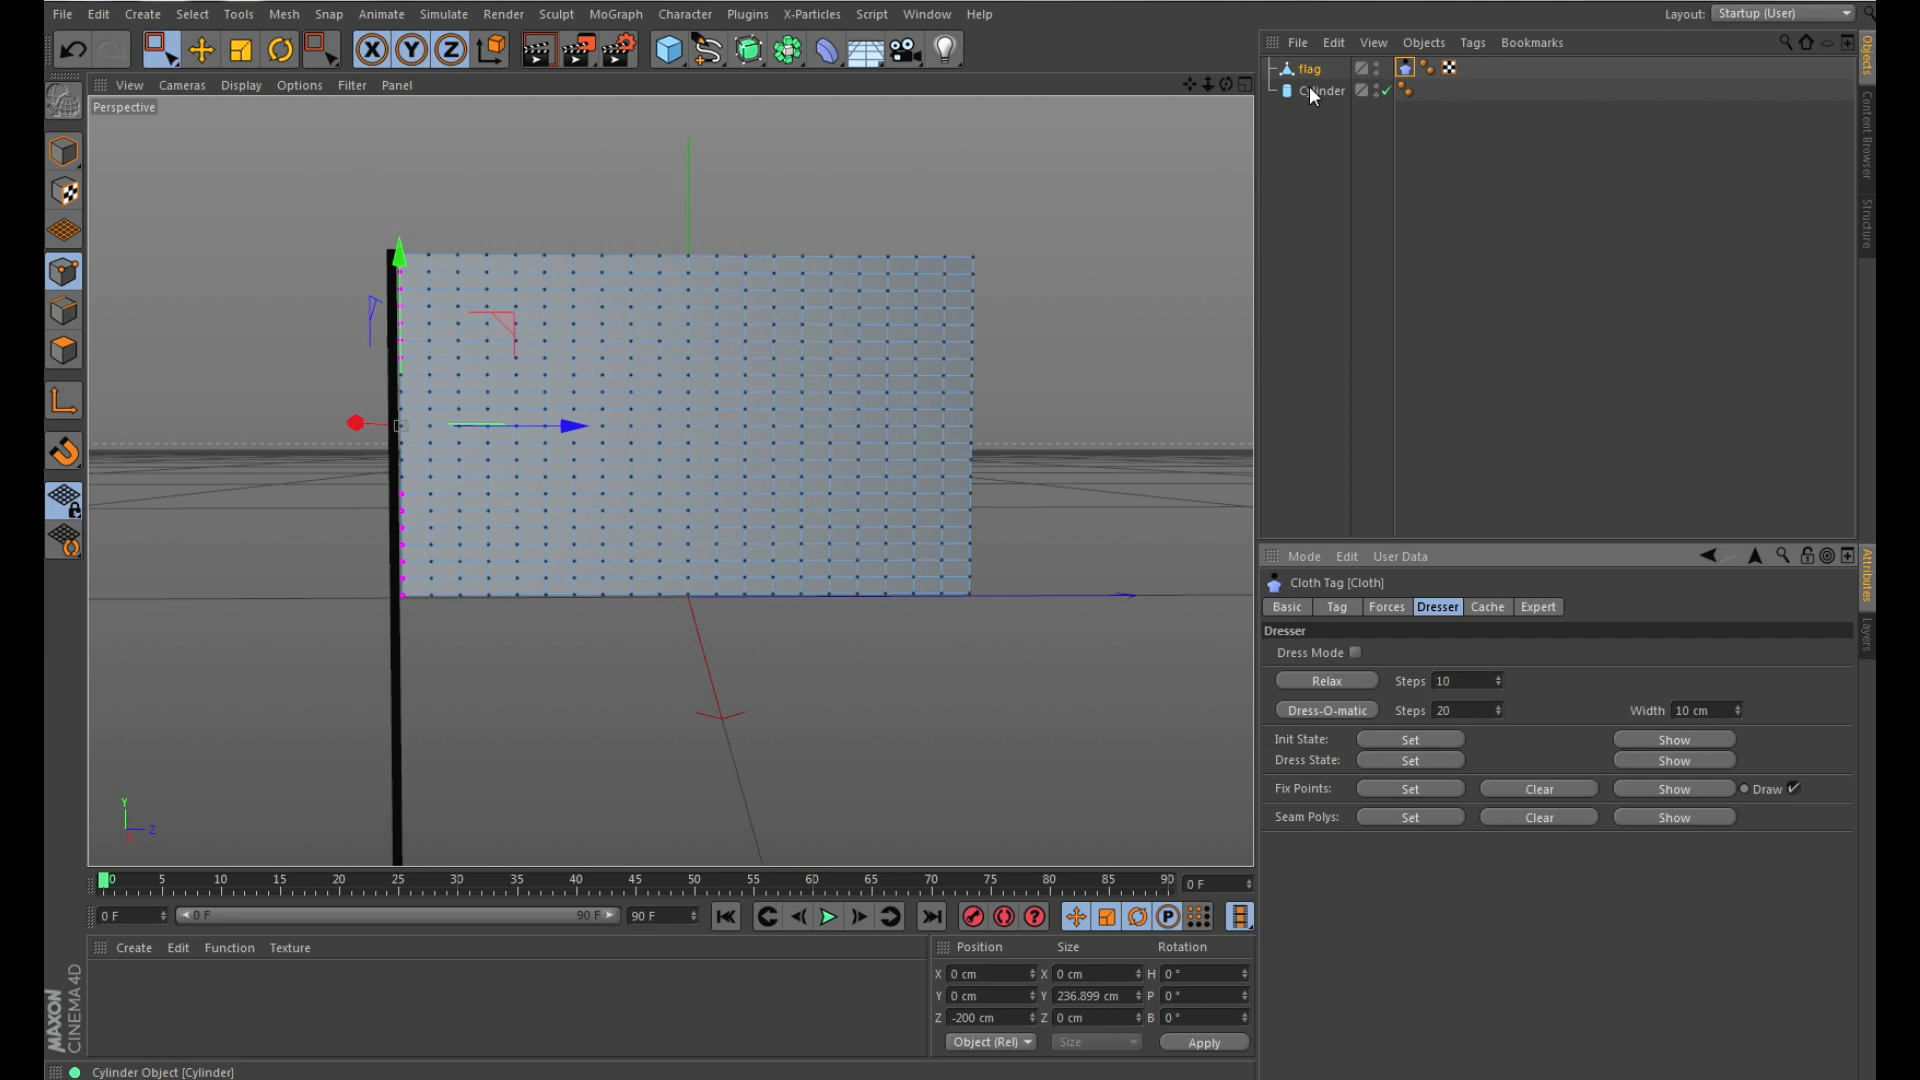 File Edit Create Select Tools Mesh Snap Animate Simulate Render Sculpt MoGraph Character Plugins X-Particles Script Window Help
Layout: Startup (User)
X Y Z
File Edit View Objects Tags Bookmarks
View Cameras Display Options Filter Panel
Perspective
flag
Cylinder
Objects
Content Browser
Structure
Y
Z
Mode Edit User Data
Cloth Tag [Cloth]
Basic Tag Forces Dresser Cache Expert
Dresser
Dress Mode
Relax Steps 10
Dress-O-matic Steps 20 Width 10 cm
Init State: Set Show
Dress State: Set Show
Fix Points: Set Clear Show Draw
Seam Polys: Set Clear Show
Attributes
Layers
0 5 10 15 20 25 30 35 40 45 50 55 60 65 70 75 80 85 90 0 F
0 F 0 F 90 F 90 F
P
Create Edit Function Texture
Position Size Rotation
X 0 cm X 0 cm H 0 °
Y 0 cm Y 236.899 cm P 0 °
Z -200 cm Z 0 cm B 0 °
Object (Rel) Size Apply
MAXON
CINEMA 4D
Cylinder Object [Cylinder]